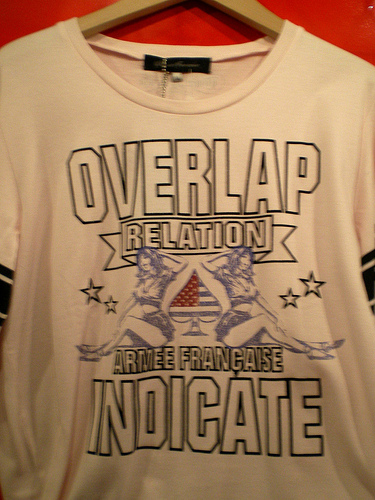 OVERLAP
RELATION
ARMEE FRANCAISE
INDICATE